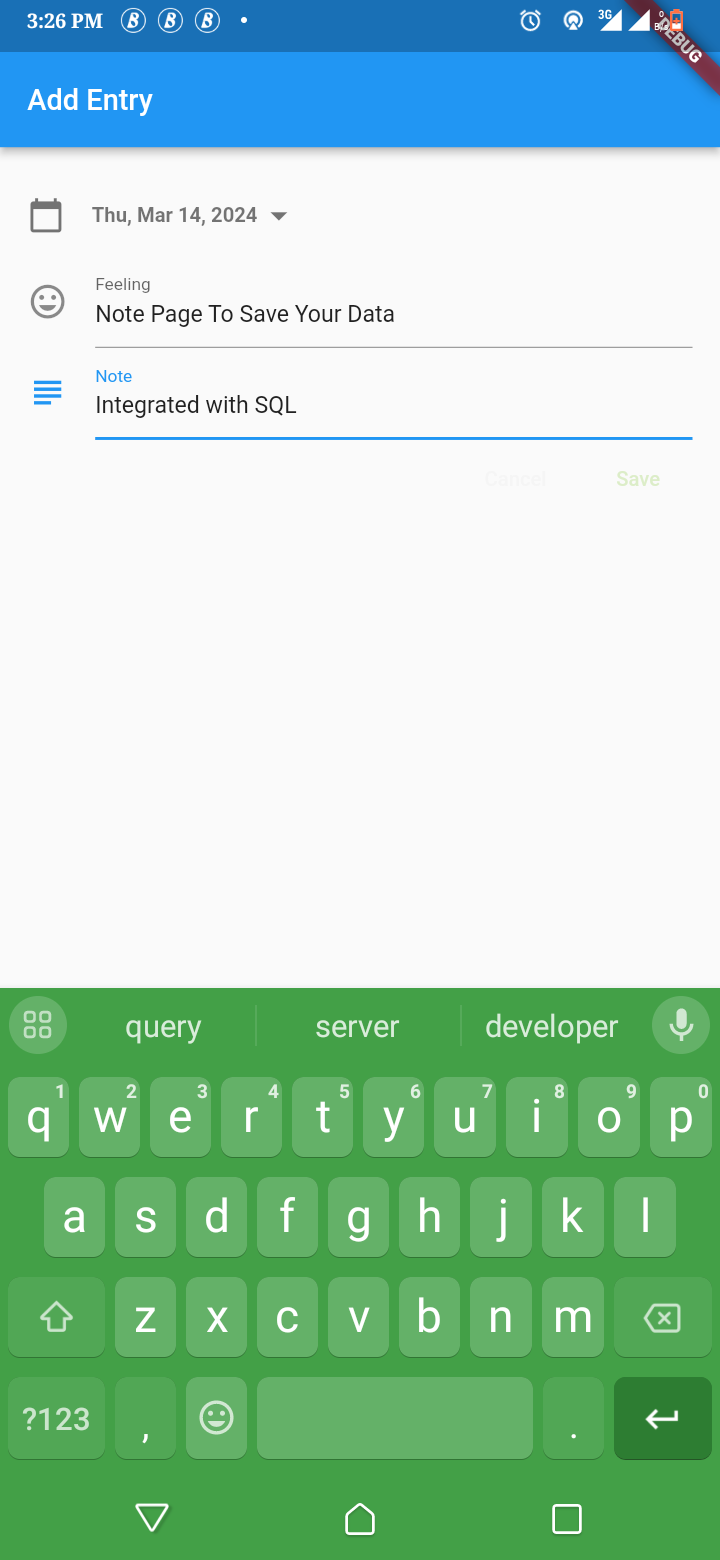 3:26 PM B B B •
3G
0
B/s
DEBUG
Add Entry
Thu, Mar 14, 2024
Feeling
Note Page To Save Your Data
Note
Integrated with SQL
Cancel Save
query server developer
1 2 3 4 5 6 7 8 9 0
q w e r t y u i o p
a s d f g h j k l
z x c v b n m
?123 , .